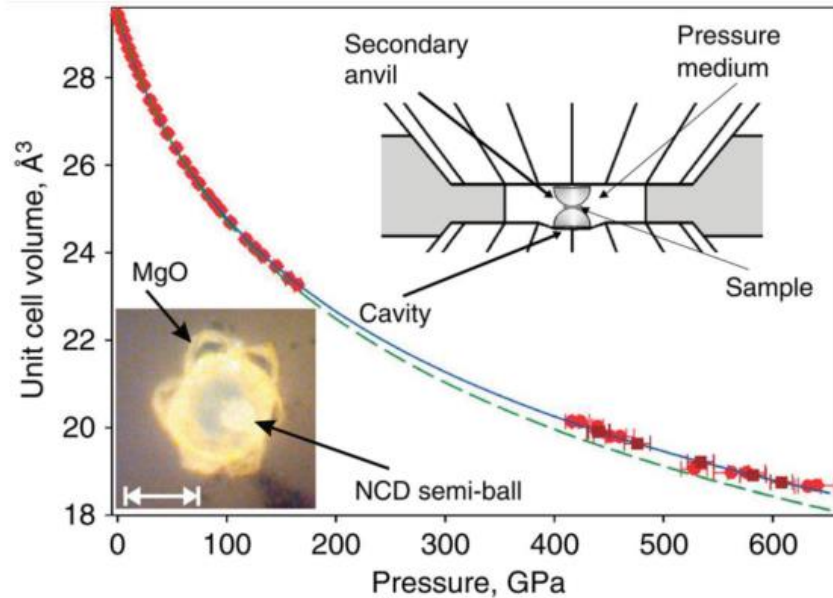 Unit cell volume, Å³
28
26
24
22
20
18
Secondary
anvil
Pressure
medium
Cavity
Sample
MgO
NCD semi-ball
0
100
200
300
400
500
600
Pressure, GPa